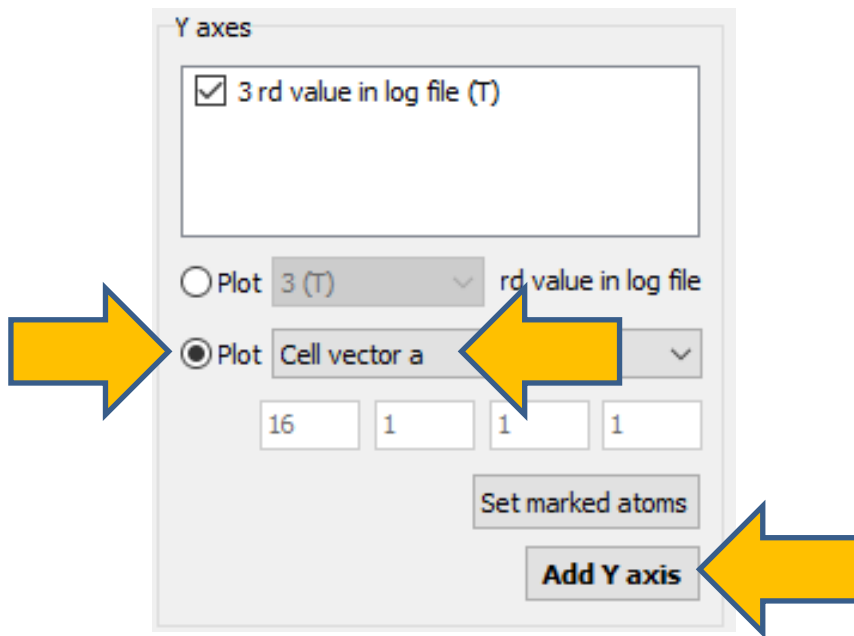 Y axes
3 rd value in log file (T)
Plot 3 (T) rd value in log file
Plot Cell vector a
16 1 1 1
Set marked atoms
Add Y axis